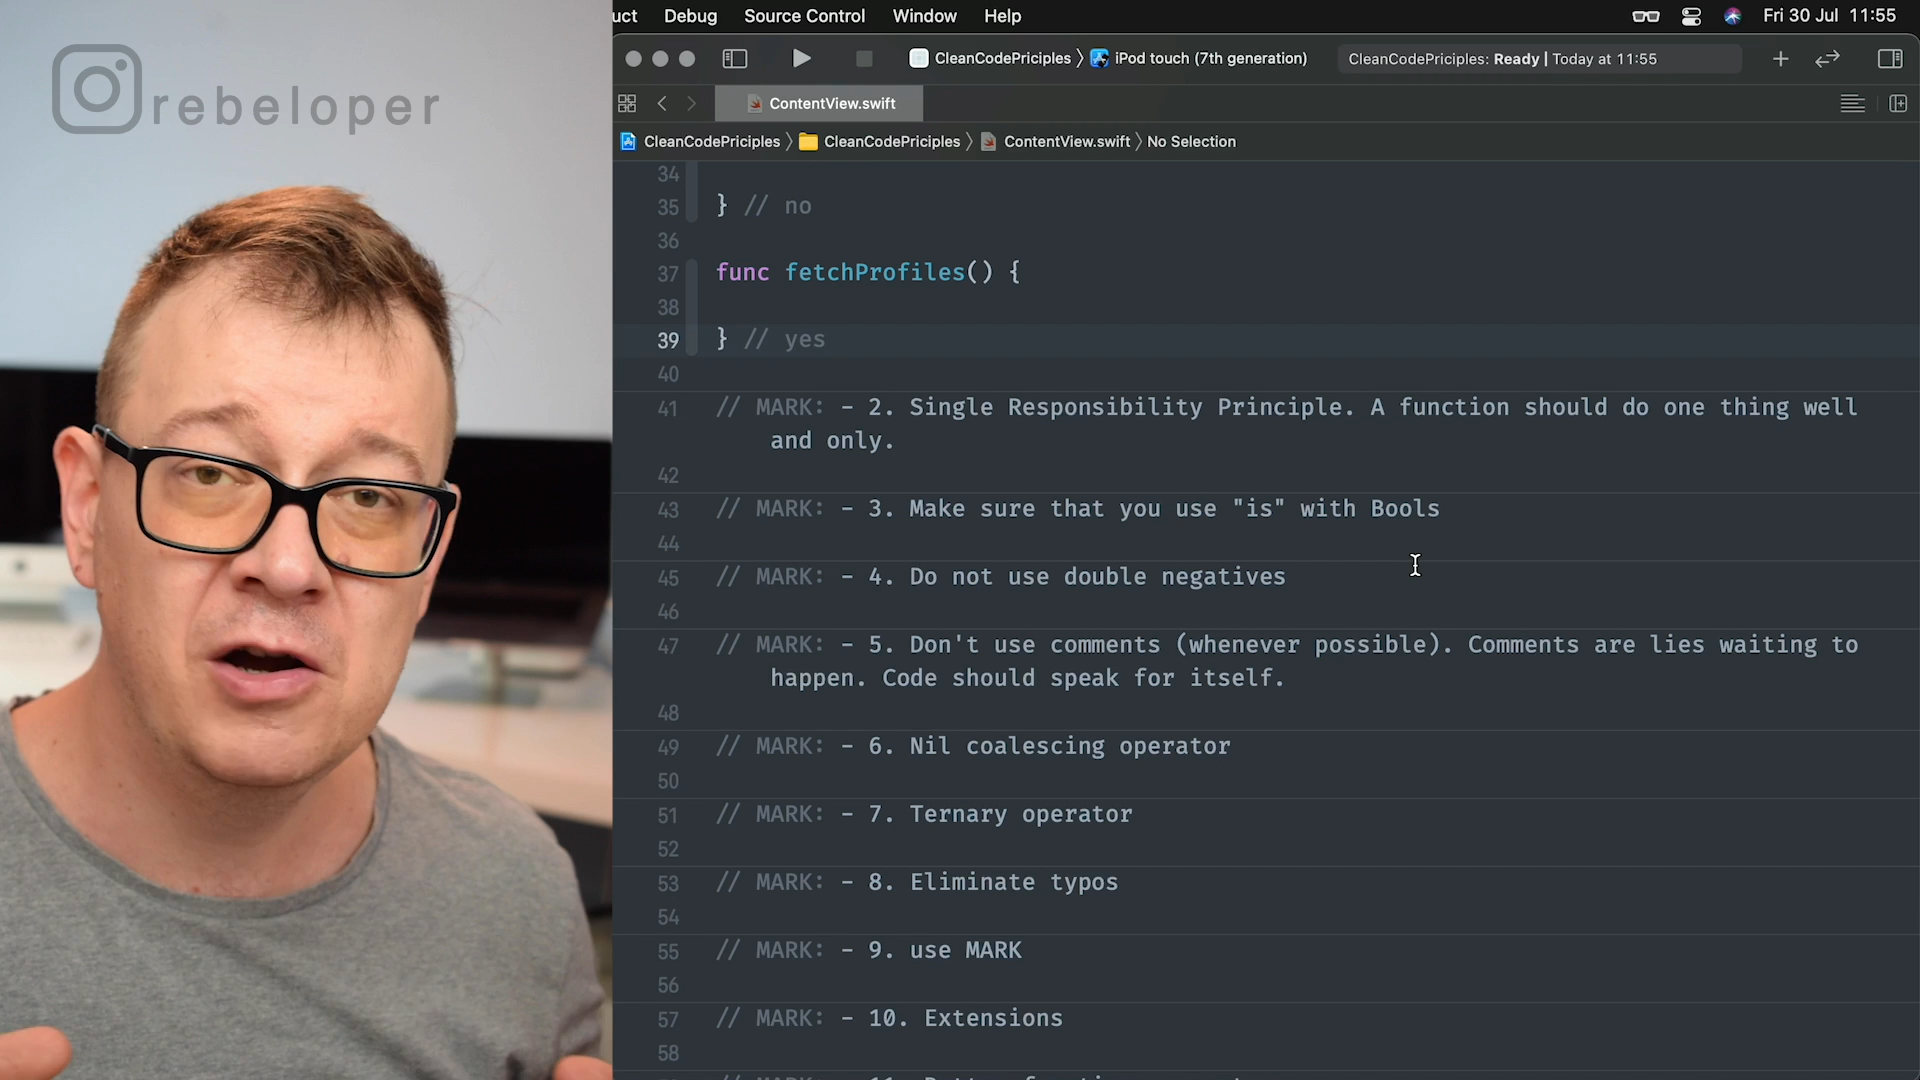 rebeloper
uct Debug Source Control Window Help Fri 30 Jul 11:55
CleanCodePriciples 〉 iPod touch (7th generation) CleanCodePriciples: Ready | Today at 11:55
ContentView.swift
CleanCodePriciples 〉 CleanCodePriciples 〉 ContentView.swift 〉 No Selection
34
35 } // no
36
37 func fetchProfiles() {
38
39 } // yes
40
41 // MARK: - 2. Single Responsibility Principle. A function should do one thing well
and only.
42
43 // MARK: - 3. Make sure that you use "is" with Bools
44
45 // MARK: - 4. Do not use double negatives
46
47 // MARK: - 5. Don't use comments (whenever possible). Comments are lies waiting to
happen. Code should speak for itself.
48
49 // MARK: - 6. Nil coalescing operator
50
51 // MARK: - 7. Ternary operator
52
53 // MARK: - 8. Eliminate typos
54
55 // MARK: - 9. use MARK
56
57 // MARK: - 10. Extensions
58